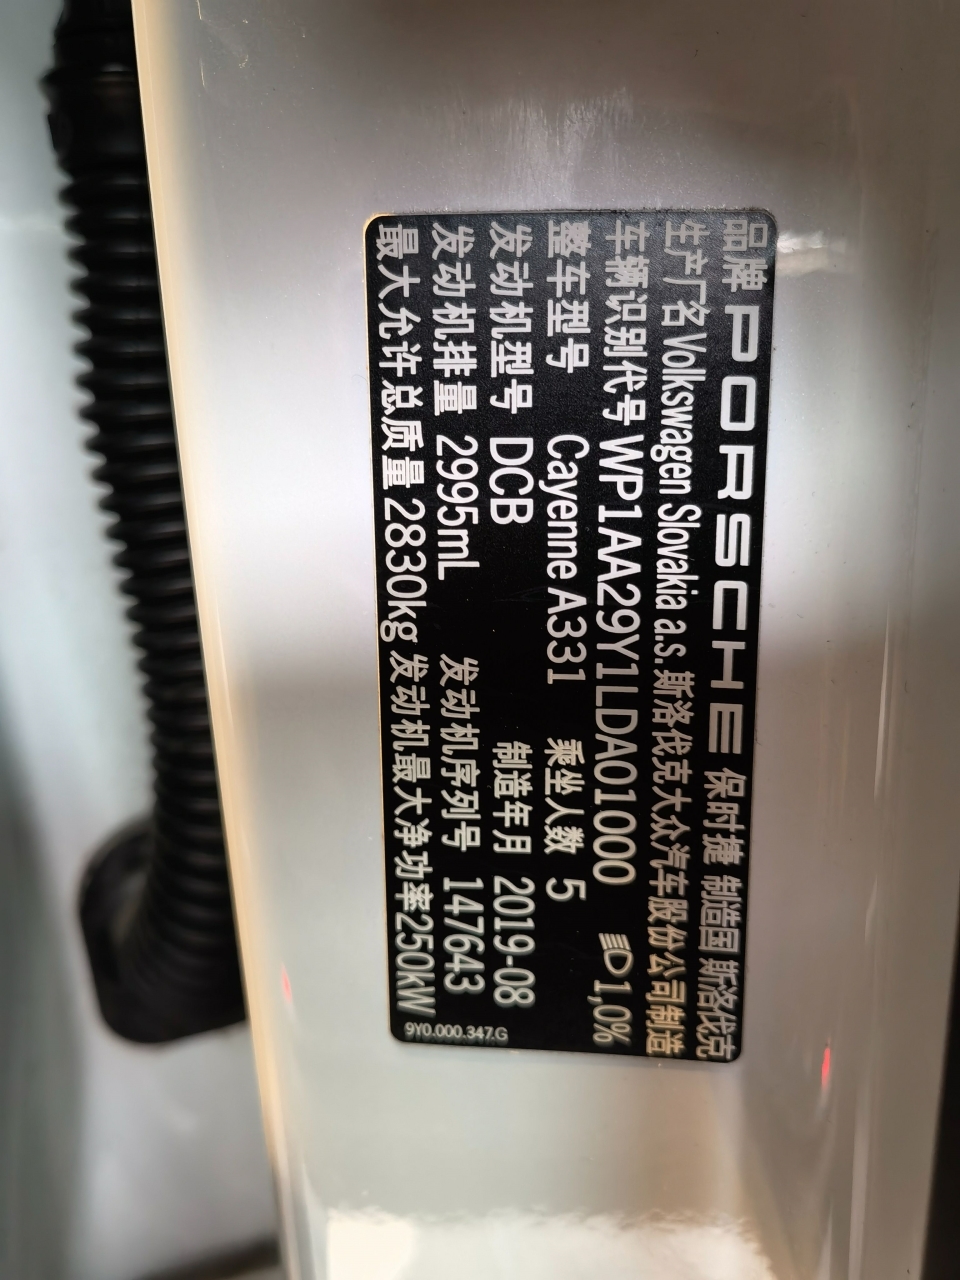 品牌 PORSCHE 保时捷 制造国 斯洛伐克
生产厂名 Volkswagen Slovakia a.s. 斯洛伐克大众汽车股份公司制造
车辆识别代号 WP1AA29Y1LDA01000 1,0%
整车型号 Cayenne A331 乘坐人数 5
发动机型号 DCB 制造年月 2019-08
发动机排量 2995mL 发动机序列号 147643
最大允许总质量 2830kg 发动机最大净功率 250kW
9Y0.000.347.G